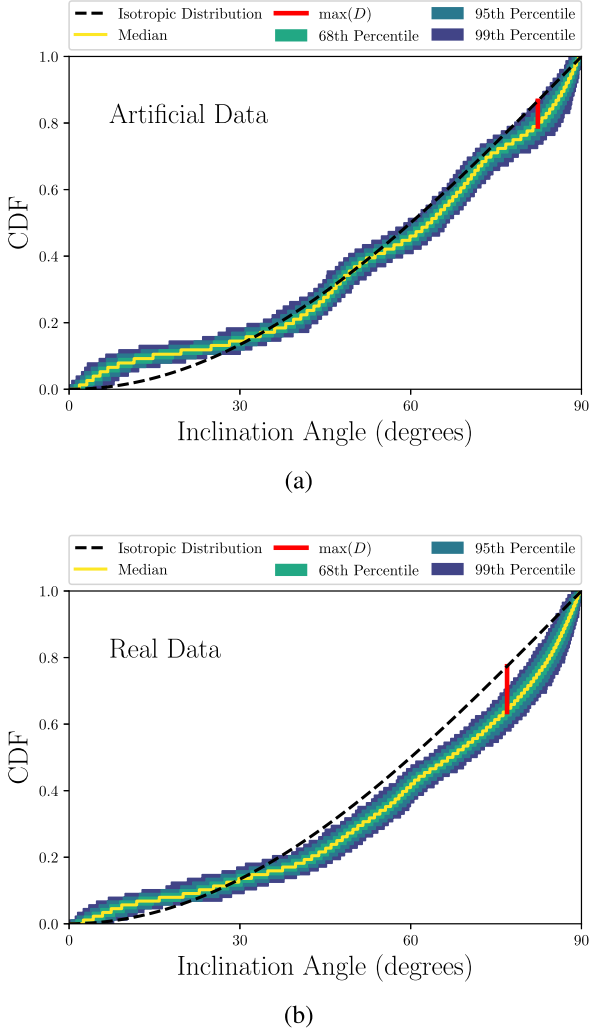 Isotropic Distribution max(D) 95th Percentile
Median 68th Percentile 99th Percentile
1.0
Artificial Data
0.8
0.6
CDF
0.4
0.2
0.0
0 30 60 90
Inclination Angle (degrees)
(a)
Isotropic Distribution max(D) 95th Percentile
Median 68th Percentile 99th Percentile
1.0
Real Data
0.8
0.6
CDF
0.4
0.2
0.0
0 30 60 90
Inclination Angle (degrees)
(b)